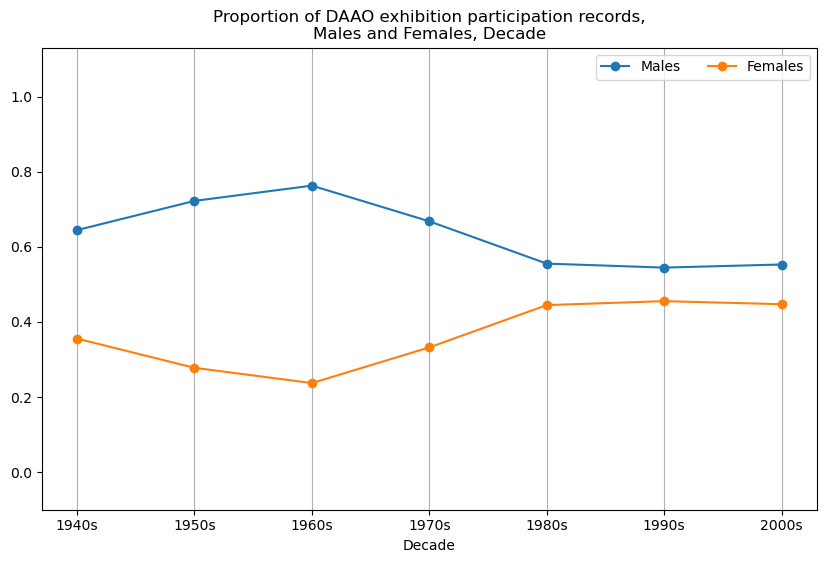 Proportion of DAAO exhibition participation records,
Males and Females, Decade
Males
Females
1.0
0.8
0.6
0.4
0.2
0.0
1940s
1950s
1960s
1970s
1980s
1990s
2000s
Decade